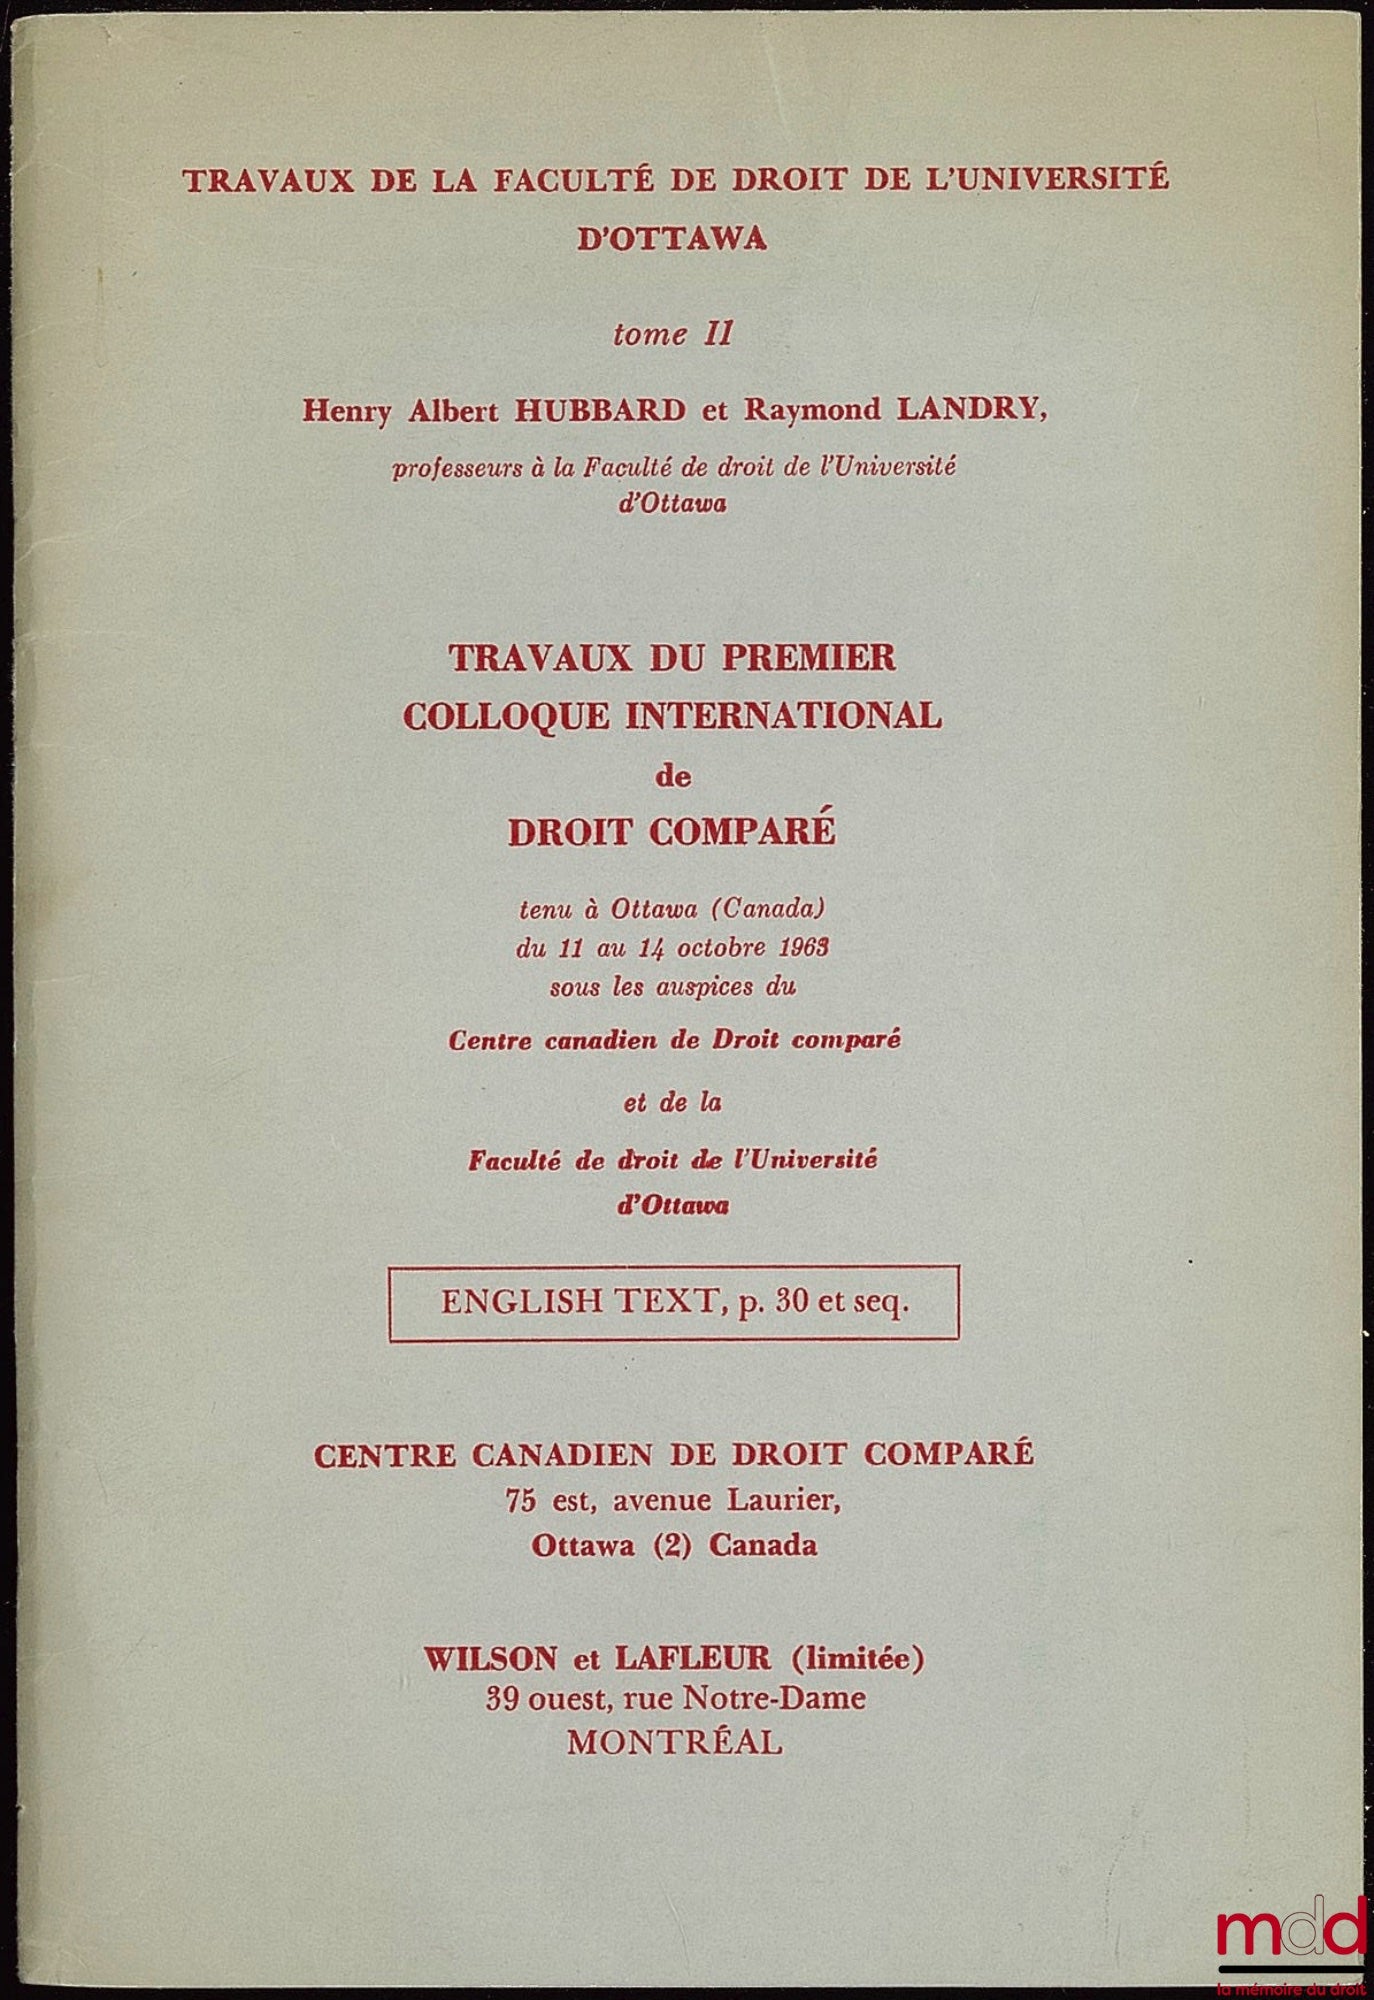 TRAVAUX DE LA FACULTÉ DE DROIT DE L'UNIVERSITÉ
D'OTTAWA
tome II
Henry Albert HUBBARD et Raymond LANDRY,
professeurs à la Faculté de droit de l'Université
d'Ottawa
TRAVAUX DU PREMIER
COLLOQUE INTERNATIONAL
de
DROIT COMPARÉ
tenu à Ottawa (Canada)
du 11 au 14 octobre 1963
sous les auspices du
Centre canadien de Droit comparé
et de la
Faculté de droit de l'Université
d'Ottawa
ENGLISH TEXT, p. 30 et seq.
CENTRE CANADIEN DE DROIT COMPARÉ
75 est, avenue Laurier,
Ottawa (2) Canada
WILSON et LAFLEUR (limitée)
39 ouest, rue Notre-Dame
MONTRÉAL
mdd
la mémoire du droit